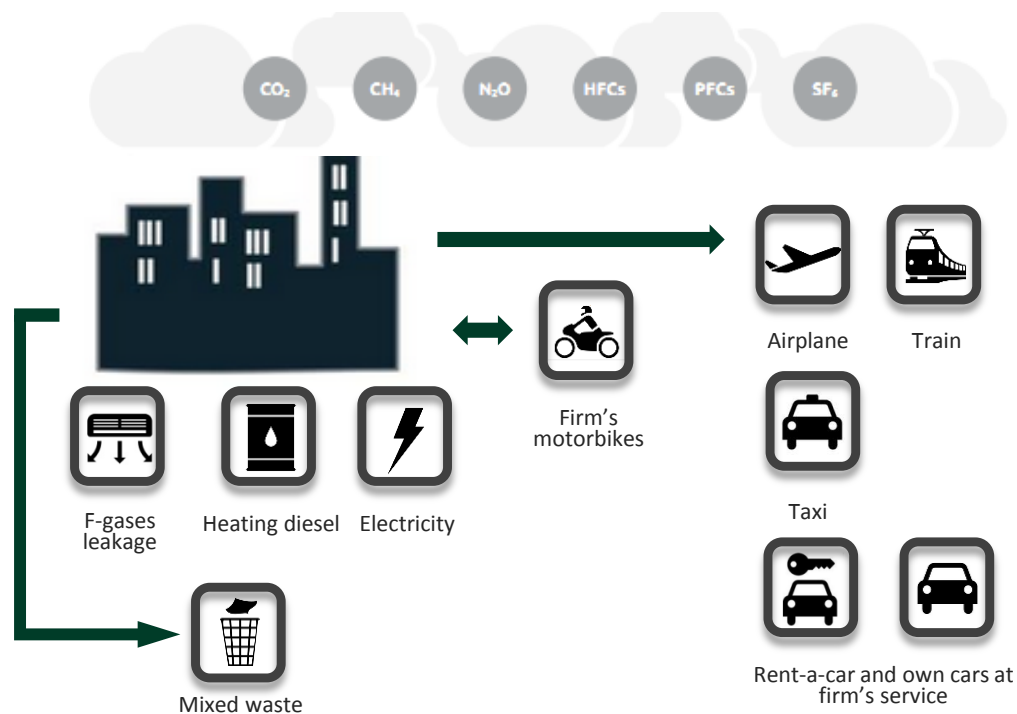 CO₂
CH₄
N₂O
HFCs
PFCs
SF₆
Airplane
Train
Firm's
motorbikes
Taxi
F-gases
leakage
Heating diesel
Electricity
Rent-a-car and own cars at
firm's service
Mixed waste